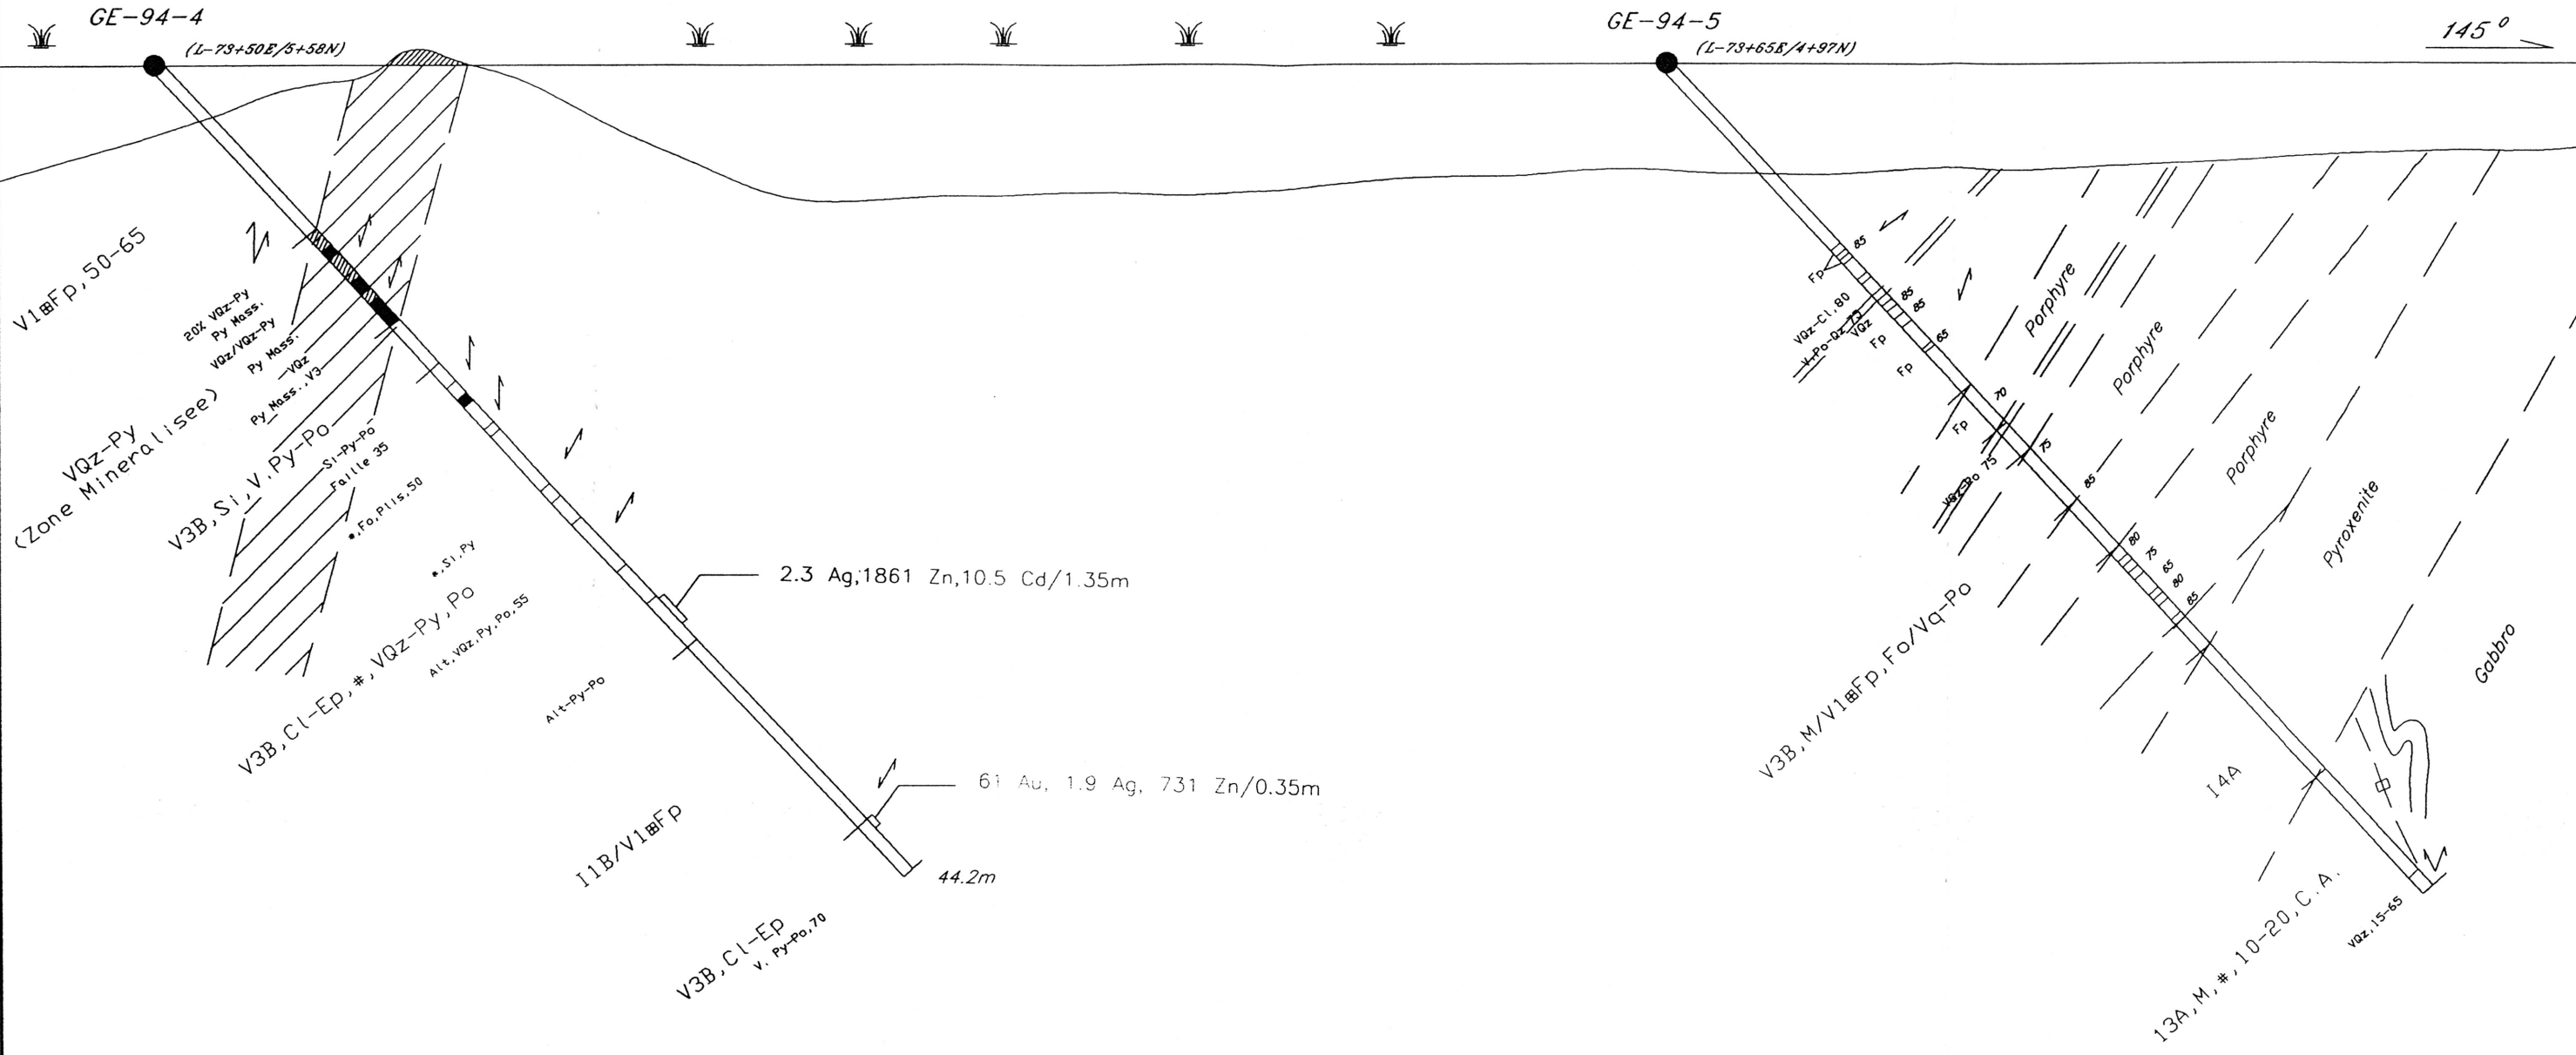 GE-94-4
(L-73+50E/5+58N)
GE-94-5
(L-73+65E/4+97N)
145°
V1⊞Fp,50-65
20% VQz-Py
Py Mass.
VQz/VQz-Py
Py Mass.
VQz
Py Mass.,V3
VQz-Py
(Zone Mineralisee)
V3B,Si,V.Py-Po
Si-Py-Po
Faille 35
*,Fo,Plis,50
*,Si,Py
V3B,Cl-Ep,#,VQz-Py,Po
Alt,VQz,Py,Po,55
Alt-Py-Po
2.3 Ag,1861 Zn,10.5 Cd/1.35m
61 Au, 1.9 Ag, 731 Zn/0.35m
I1B/V1⊞Fp
44.2m
V3B,Cl-Ep
V. Py-Po,70
85
Fp
85
85
VQz-Cl,80
V.Po-Qz,75
VQz
Fp
65
Fp
70
Fp
75
VQz-Po 75
85
80
75
65
80
85
Porphyre
Porphyre
Porphyre
Pyroxenite
Gabbro
V3B,M/V1⊞Fp,Fo/Vq-Po
I4A
13A,M,#,10-20,C.A.
VQz,15-65